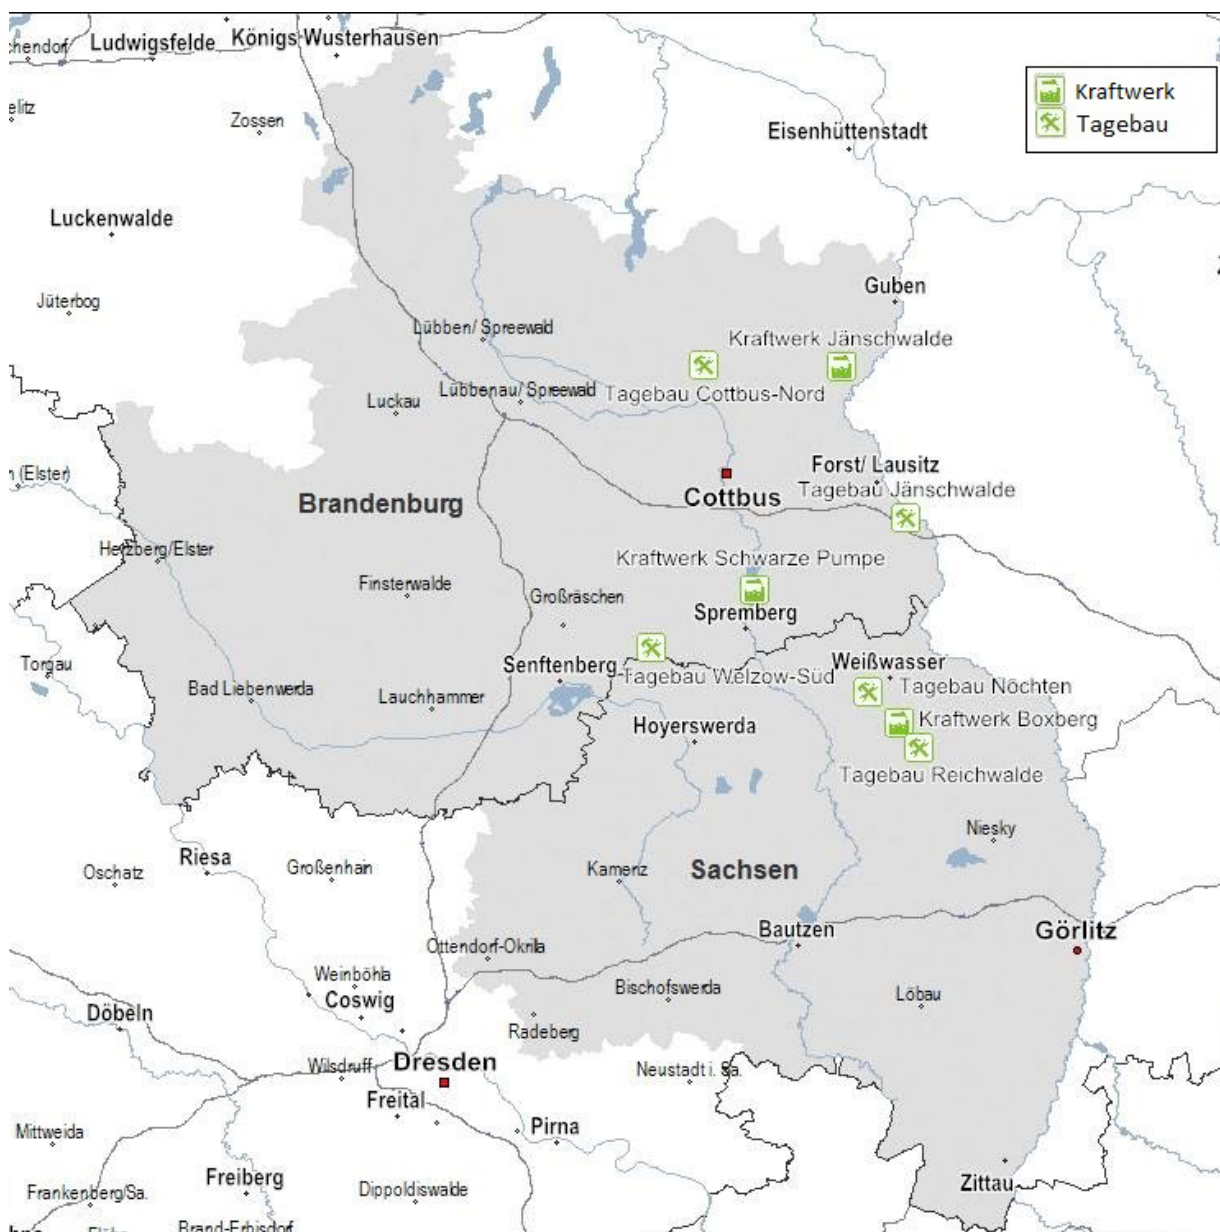 Ludwigsfelde
Königs Wusterhausen
chendorf
elitz
Zossen
Kraftwerk
Tagebau
Eisenhüttenstadt
Luckenwalde
Jüterbog
Guben
Lübben/ Spreewald
Kraftwerk Jänschwalde
Luckau
Lübbenau/ Spreewald
Tagebau Cottbus-Nord
n (Elster)
Forst/ Lausitz
Tagebau Jänschwalde
Cottbus
Brandenburg
Herzberg/Elster
Kraftwerk Schwarze Pumpe
Finsterwalde
Großräschen
Spremberg
Torgau
Senftenberg
Weißwasser
Tagebau Welzow-Süd
Bad Liebenwerda
Lauchhammer
Tagebau Nöchten
Hoyerswerda
Kraftwerk Boxberg
Tagebau Reichwalde
Niesky
Riesa
Großenhain
Oschatz
Kamenz
Sachsen
Bautzen
Görlitz
Ottendorf-Okrilla
Weinböhla
Coswig
Bischofswerda
Löbau
Döbeln
Radeberg
Dresden
Wilsdruff
Neustadt i. Sa.
Freital
Mittweida
Pirna
Freiberg
Zittau
Frankenberg/Sa.
Dippoldiswalde
Brand-Erbisdorf